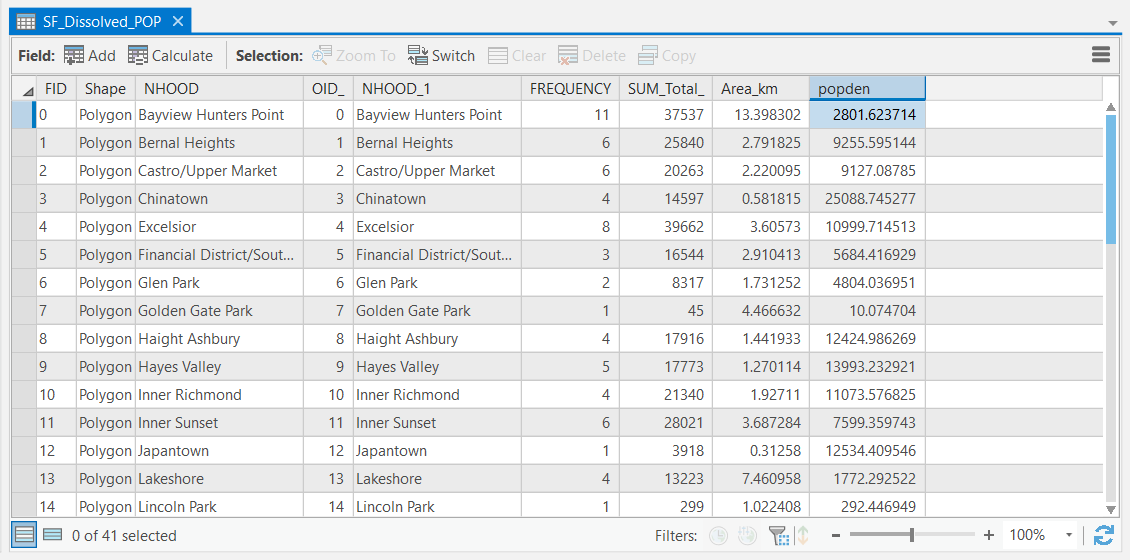 SF_Dissolved_POP
Field: Add Calculate Selection: Zoom To Switch Clear Delete Copy
FID Shape NHOOD OID_ NHOOD_1 FREQUENCY SUM_Total_ Area_km popden
0 Polygon Bayview Hunters Point 0 Bayview Hunters Point 11 37537 13.398302 2801.623714
1 Polygon Bernal Heights 1 Bernal Heights 6 25840 2.791825 9255.595144
2 Polygon Castro/Upper Market 2 Castro/Upper Market 6 20263 2.220095 9127.08785
3 Polygon Chinatown 3 Chinatown 4 14597 0.581815 25088.745277
4 Polygon Excelsior 4 Excelsior 8 39662 3.60573 10999.714513
5 Polygon Financial District/Sout... 5 Financial District/Sout... 3 16544 2.910413 5684.416929
6 Polygon Glen Park 6 Glen Park 2 8317 1.731252 4804.036951
7 Polygon Golden Gate Park 7 Golden Gate Park 1 45 4.466632 10.074704
8 Polygon Haight Ashbury 8 Haight Ashbury 4 17916 1.441933 12424.986269
9 Polygon Hayes Valley 9 Hayes Valley 5 17773 1.270114 13993.232921
10 Polygon Inner Richmond 10 Inner Richmond 4 21340 1.92711 11073.576825
11 Polygon Inner Sunset 11 Inner Sunset 6 28021 3.687284 7599.359743
12 Polygon Japantown 12 Japantown 1 3918 0.31258 12534.409546
13 Polygon Lakeshore 13 Lakeshore 4 13223 7.460958 1772.292522
14 Polygon Lincoln Park 14 Lincoln Park 1 299 1.022408 292.446949
0 of 41 selected Filters: 100%